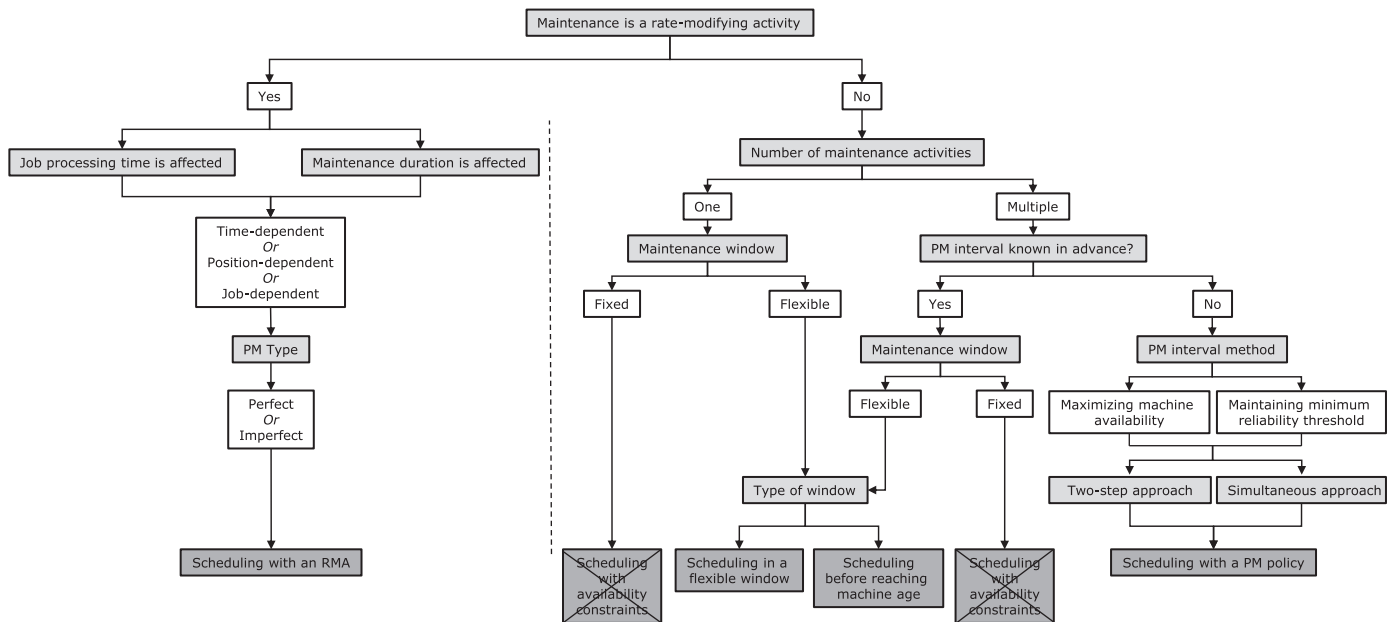 Maintenance is a rate-modifying activity
Yes
No
Job processing time is affected
Maintenance duration is affected
Number of maintenance activities
One
Multiple
Time-dependent
Or
Position-dependent
Or
Job-dependent
Maintenance window
PM interval known in advance?
Fixed
Flexible
Yes
No
PM Type
Maintenance window
PM interval method
Perfect
Or
Imperfect
Flexible
Fixed
Maximizing machine
availability
Maintaining minimum
reliability threshold
Type of window
Two-step approach
Simultaneous approach
Scheduling with an RMA
Scheduling
with
availability
constraints
Scheduling in a
flexible window
Scheduling
before reaching
machine age
Scheduling
with
availability
constraints
Scheduling with a PM policy